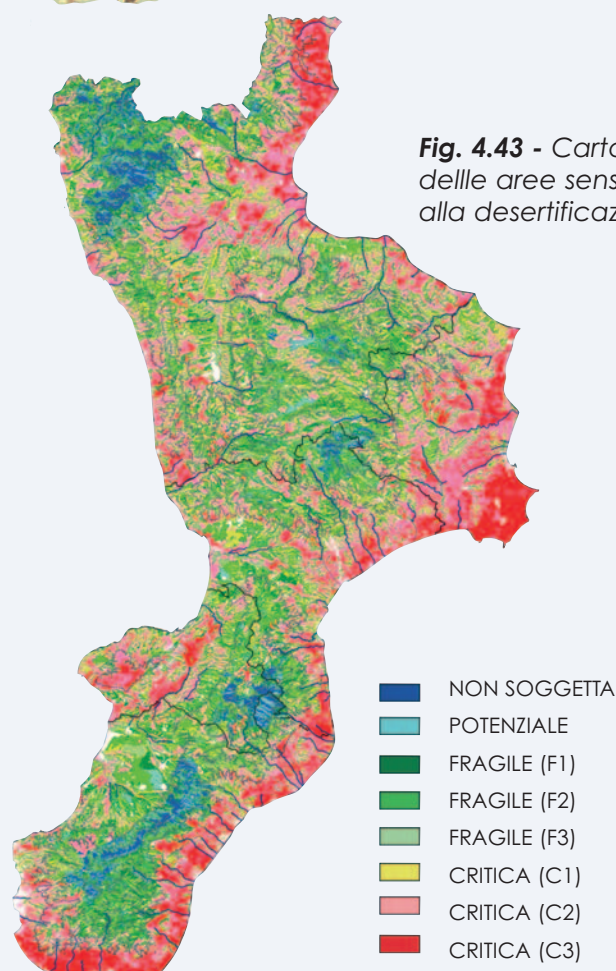 Fig. 4.43 - Carta
dellle aree sens
alla desertificaz
NON SOGGETTA
POTENZIALE
FRAGILE (F1)
FRAGILE (F2)
FRAGILE (F3)
CRITICA (C1)
CRITICA (C2)
CRITICA (C3)